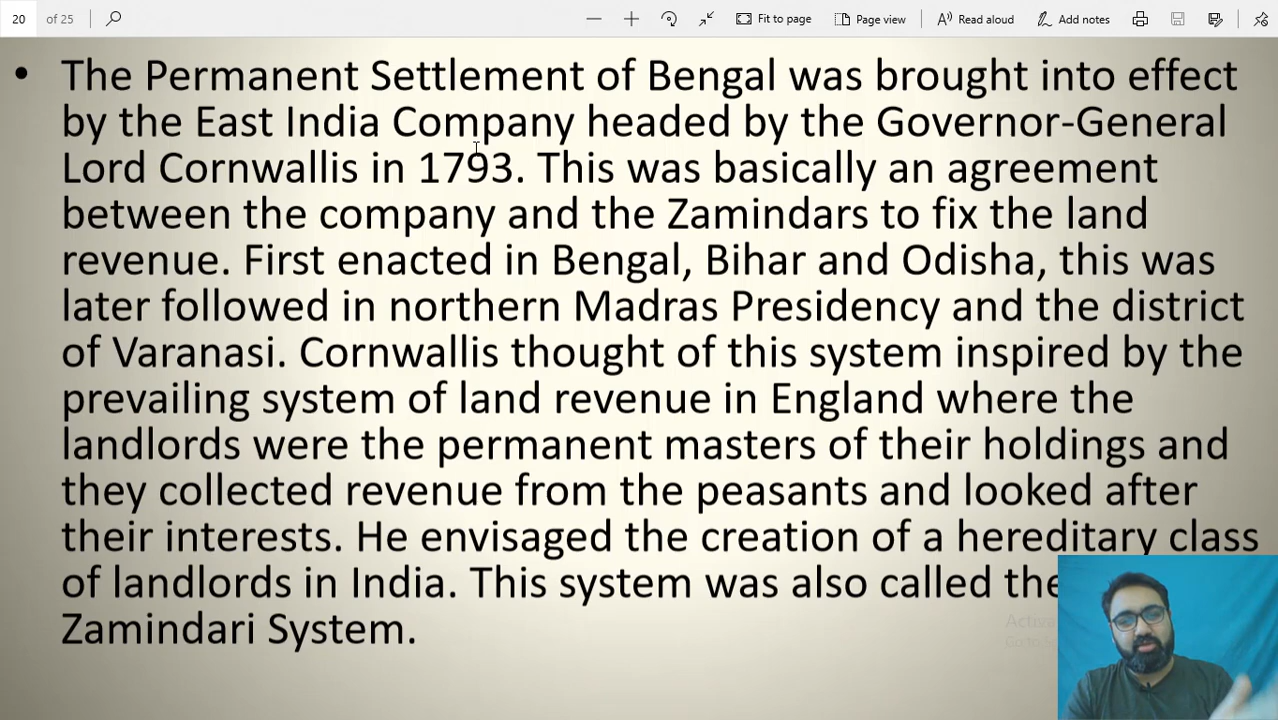 20 of 25 Fit to page Page view Read aloud Add notes
• The Permanent Settlement of Bengal was brought into effect
by the East India Company headed by the Governor-General
Lord Cornwallis in 1793. This was basically an agreement
between the company and the Zamindars to fix the land
revenue. First enacted in Bengal, Bihar and Odisha, this was
later followed in northern Madras Presidency and the district
of Varanasi. Cornwallis thought of this system inspired by the
prevailing system of land revenue in England where the
landlords were the permanent masters of their holdings and
they collected revenue from the peasants and looked after
their interests. He envisaged the creation of a hereditary class
of landlords in India. This system was also called the
Zamindari System.